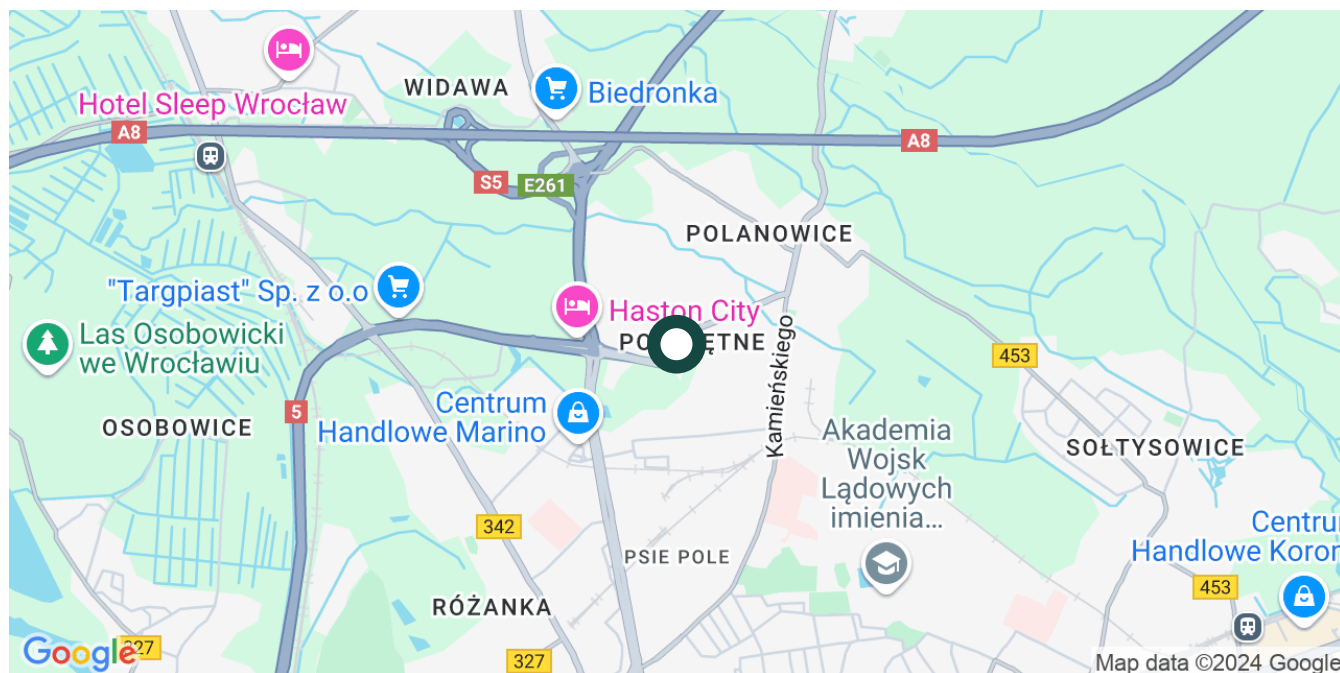 WIDAWA
Biedronka
Hotel Sleep Wrocław
A8
A8
S5
E261
POLANOWICE
"Targpiast" Sp. z o.o
Haston City
Las Osobowicki
we Wrocławiu
453
Kamieńskiego
5
Centrum
Handlowe Marino
OSOBOWICE
Akademia
Wojsk
Lądowych
imienia...
SOŁTYSOWICE
342
PSIE POLE
Centru
Handlowe Koron
453
RÓŻANKA
Google
327
327
Map data ©2024 Google